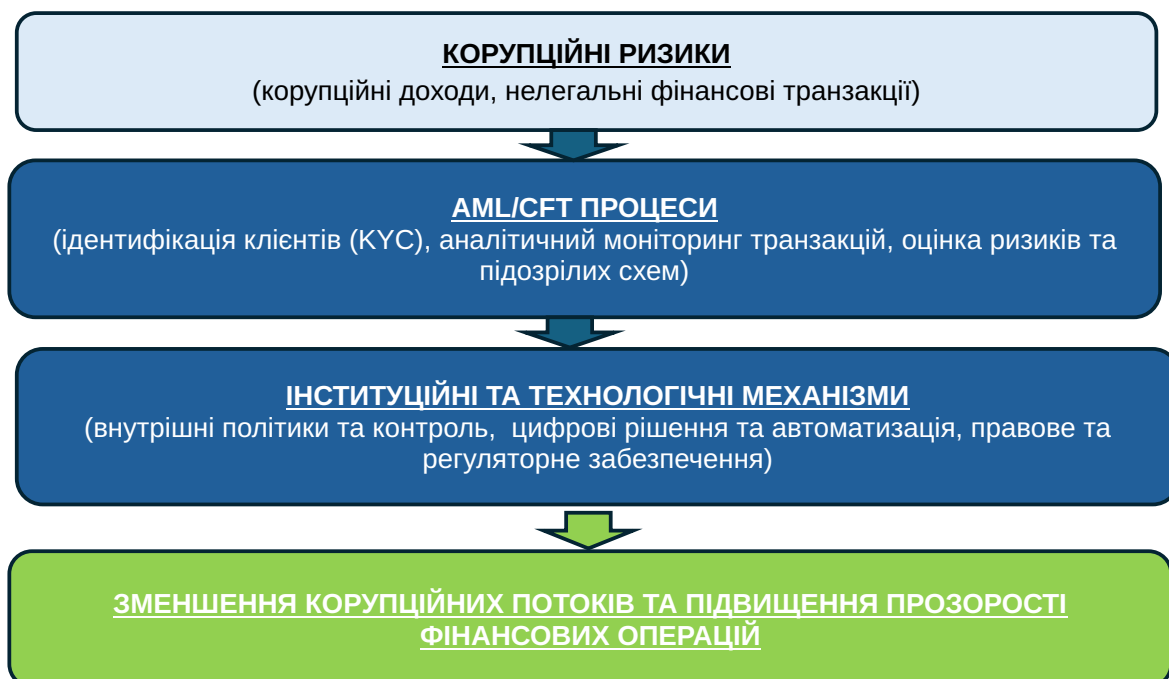 КОРУПЦІЙНІ РИЗИКИ
(корупційні доходи, нелегальні фінансові транзакції)
AML/CFT ПРОЦЕСИ
(ідентифікація клієнтів (KYC), аналітичний моніторинг транзакцій, оцінка ризиків та
підозрілих схем)
ІНСТИТУЦІЙНІ ТА ТЕХНОЛОГІЧНІ МЕХАНІЗМИ
(внутрішні політики та контроль,  цифрові рішення та автоматизація, правове та
регуляторне забезпечення)
ЗМЕНШЕННЯ КОРУПЦІЙНИХ ПОТОКІВ ТА ПІДВИЩЕННЯ ПРОЗОРОСТІ
ФІНАНСОВИХ ОПЕРАЦІЙ